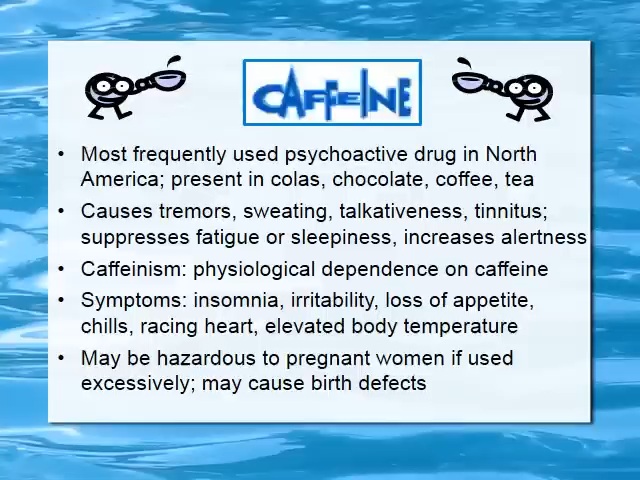 CAFFEINE
• Most frequently used psychoactive drug in North
America; present in colas, chocolate, coffee, tea
• Causes tremors, sweating, talkativeness, tinnitus;
suppresses fatigue or sleepiness, increases alertness
• Caffeinism: physiological dependence on caffeine
• Symptoms: insomnia, irritability, loss of appetite,
chills, racing heart, elevated body temperature
• May be hazardous to pregnant women if used
excessively; may cause birth defects